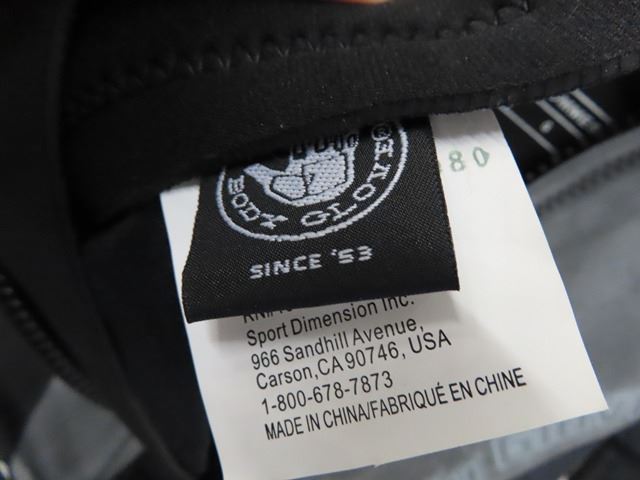 BODY GLOVE®
SINCE '53
80
Sport Dimension Inc.
966 Sandhill Avenue,
Carson,CA 90746, USA
1-800-678-7873
MADE IN CHINA/FABRIQUÉ EN CHINE